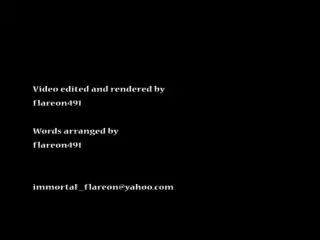 Video edited and rendered by
flareon491
Words arranged by
flareon491
immortal_flareon@yahoo.com